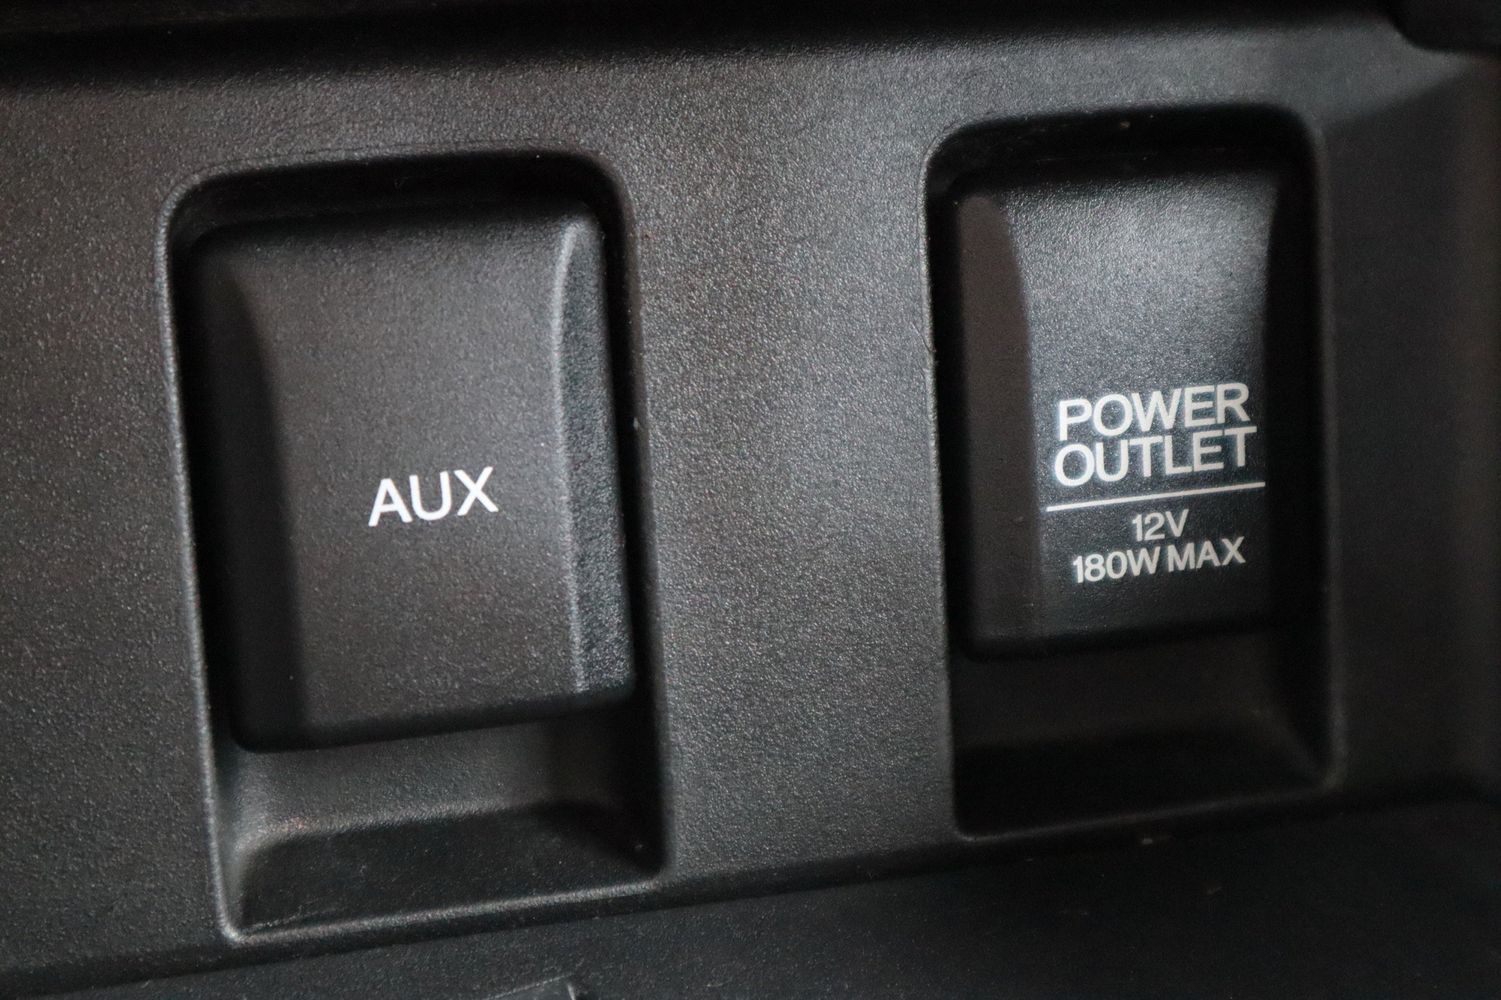 AUX
POWER
OUTLET
12V
180W MAX